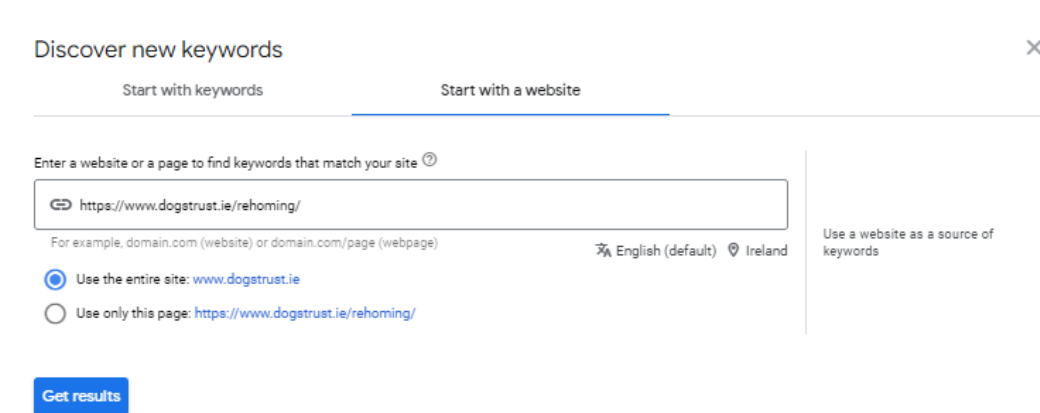 Discover new keywords
Start with keywords
Start with a website
Enter a website or a page to find keywords that match your site
https://www.dogstrust.ie/rehoming/
For example, domain.com (website) or domain.com/page (webpage)
English (default) Ireland
Use the entire site: www.dogstrust.ie
Use only this page: https://www.dogstrust.ie/rehoming/
Use a website as a source of
keywords
Get results